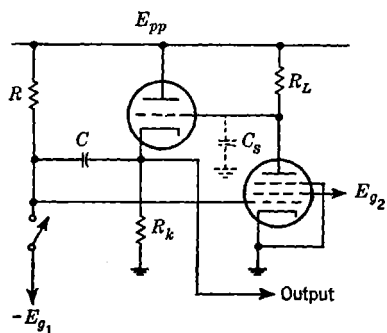 E_pp
R
R_L
C
C_s
E_g2
R_k
Output
-E_g1